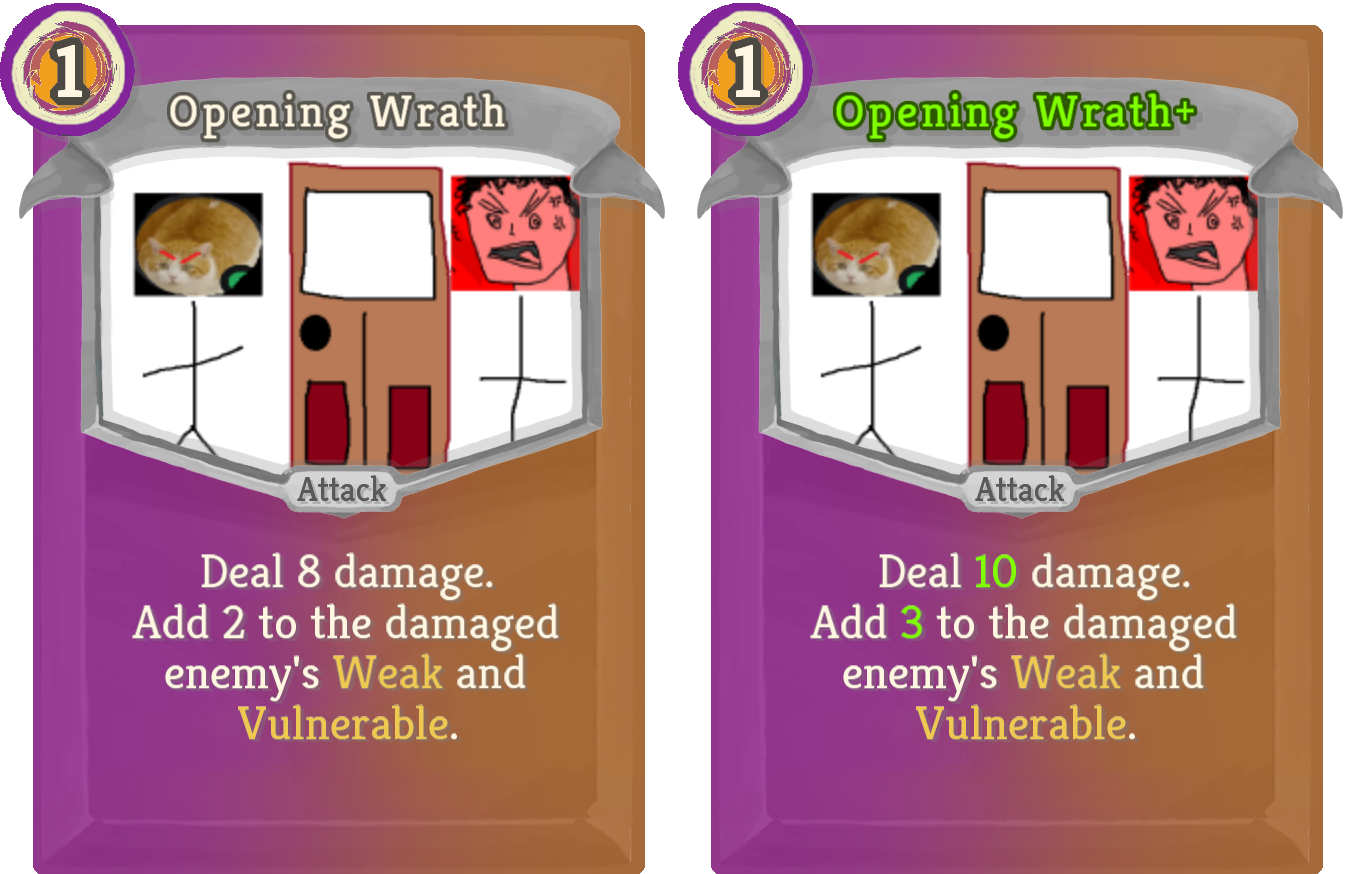 1
Opening Wrath
Attack
Deal 8 damage.
Add 2 to the damaged
enemy's Weak and
Vulnerable.
1
Opening Wrath+
Attack
Deal 10 damage.
Add 3 to the damaged
enemy's Weak and
Vulnerable.